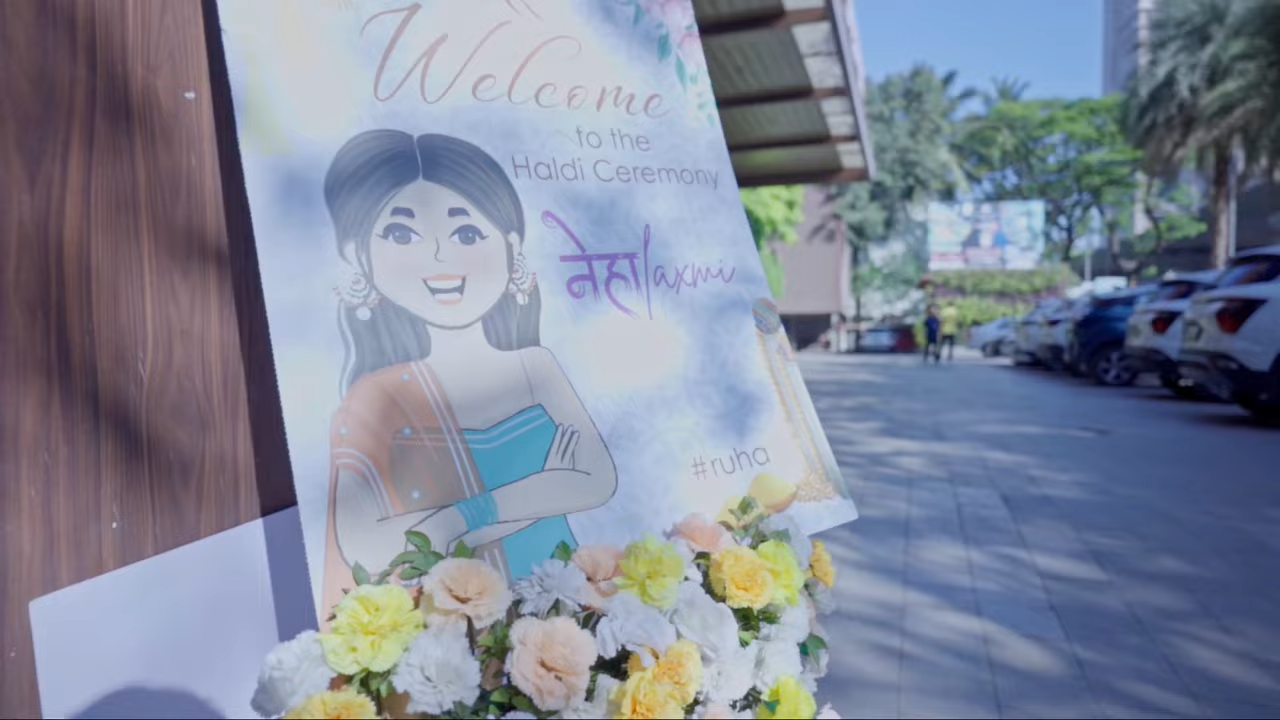 Welcome
to the
Haldi Ceremony
नेहा laxmi
#ruha